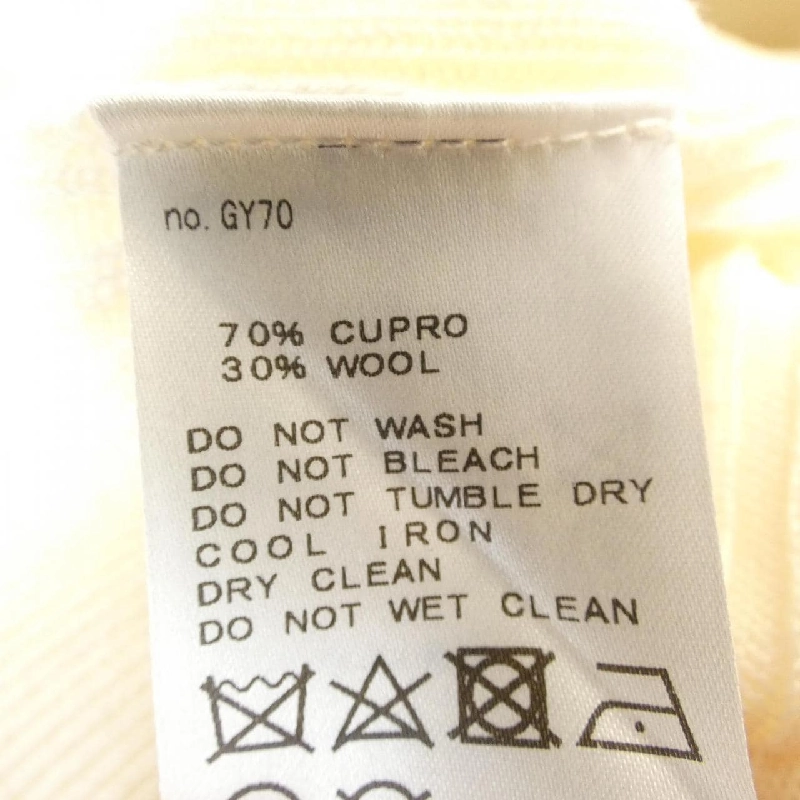 no. GY70
70% CUPRO
30% WOOL
DO NOT WASH
DO NOT BLEACH
DO NOT TUMBLE DRY
COOL IRON
DRY CLEAN
DO NOT WET CLEAN